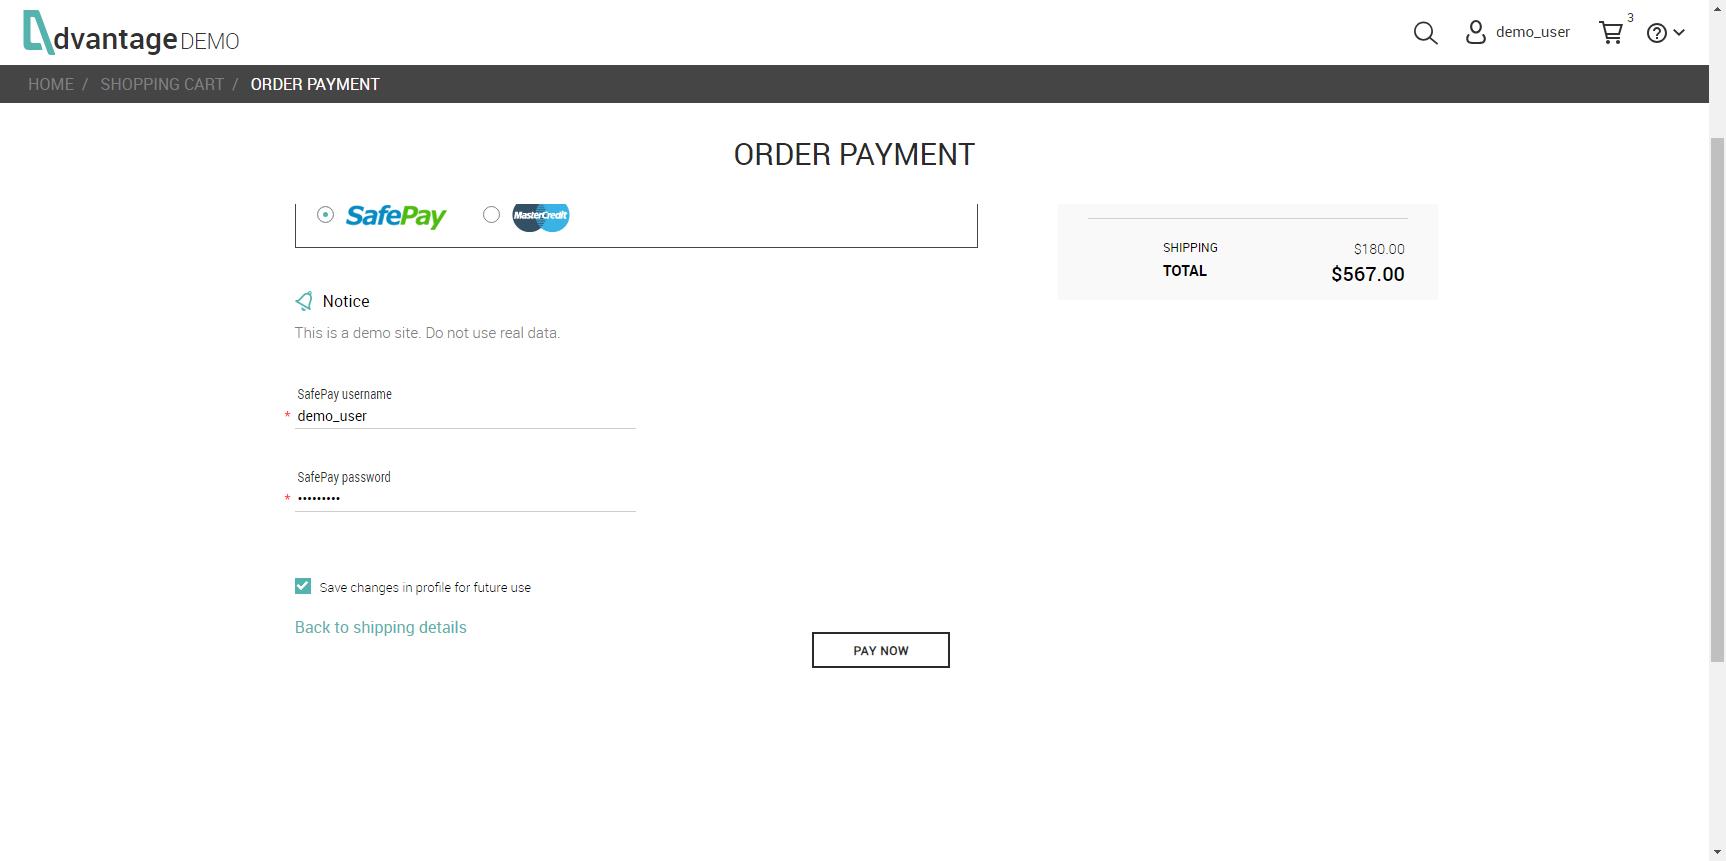 dvantage DEMO
demo_user
3
?
HOME / SHOPPING CART / ORDER PAYMENT
ORDER PAYMENT
SafePay
MasterCredit
SHIPPING $180.00
TOTAL $567.00
Notice
This is a demo site. Do not use real data.
SafePay username
* demo_user
SafePay password
* •••••••••
Save changes in profile for future use
Back to shipping details
PAY NOW